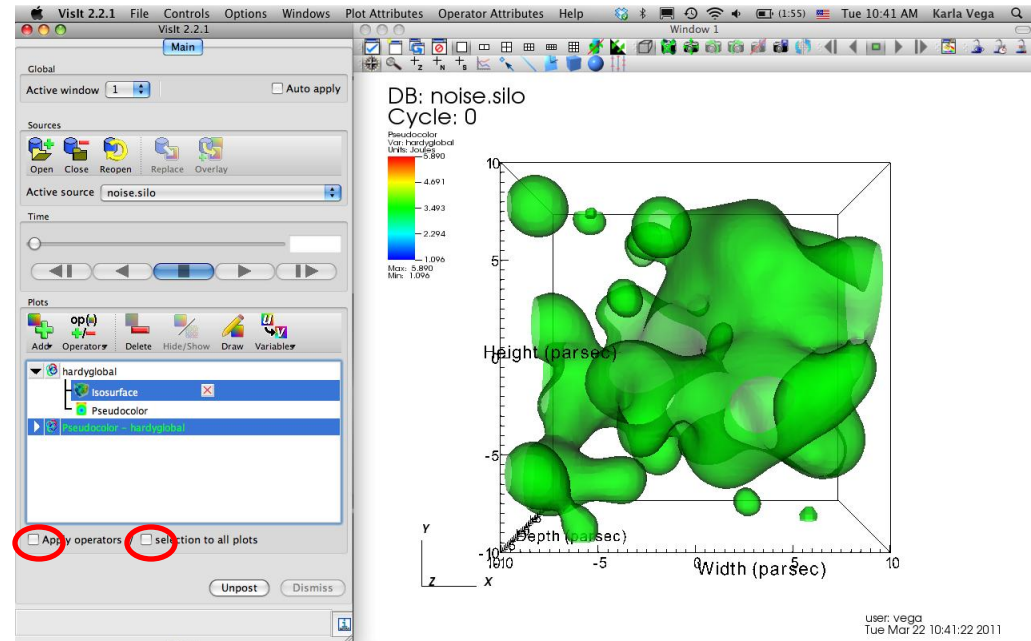 VisIt 2.2.1 File Controls Options Windows Plot Attributes Operator Attributes Help (1:55) Tue 10:41 AM Karla Vega
VisIt 2.2.1
Main
Global
Active window 1 Auto apply
Sources
Open Close Reopen Replace Overlay
Active source noise.silo
Time
Plots
op(=)
+/-
Add Operators Delete Hide/Show Draw Variables
hardyglobal
Isosurface
Pseudocolor
Pseudocolor - hardyglobal
Apply operators / selection to all plots
Unpost Dismiss
Window 1
DB: noise.silo
Cycle: 0
Pseudocolor
Var: hardyglobal
Units: Joules
5.890
4.691
3.493
2.294
1.096
Max: 5.890
Min: 1.096
10
5
Height (parsec)
0
-5
-10
Depth (parsec)
-5
0
5
10
Width (parsec)
Y
Z X
user: vega
Tue Mar 22 10:41:22 2011